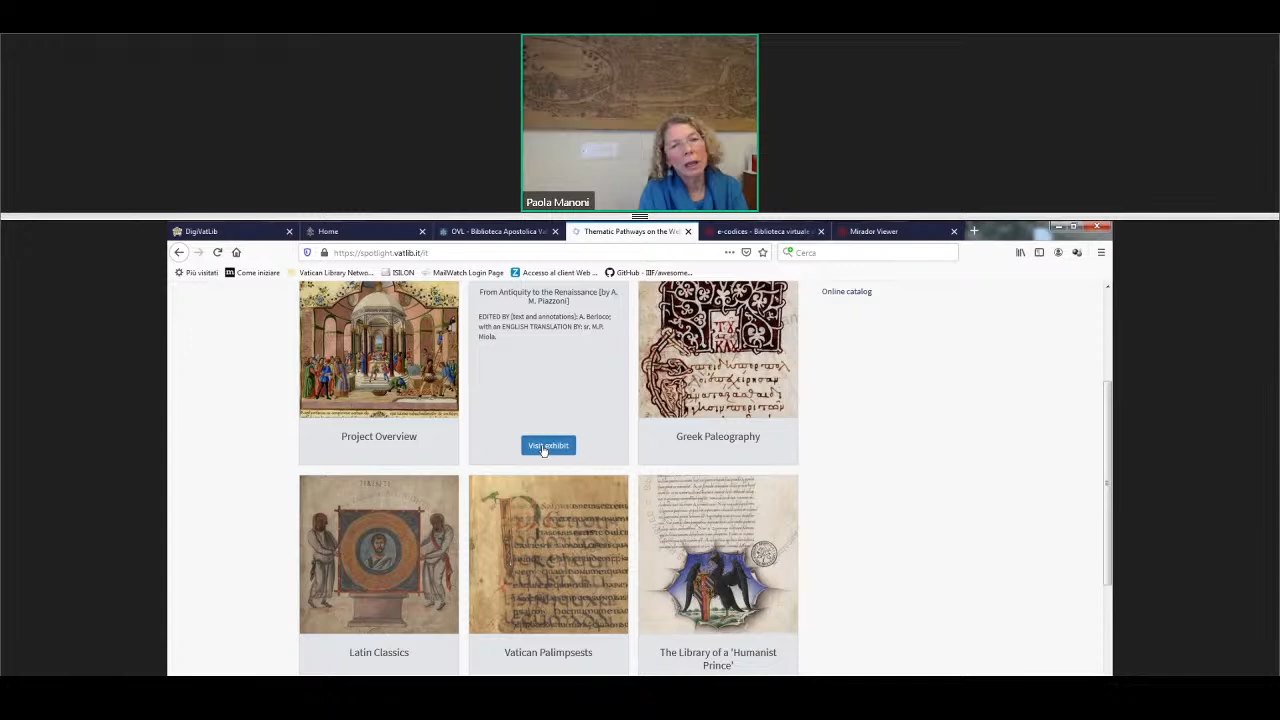 Paola Manoni
DigiVatLib
Home
OVL - Biblioteca Apostolica Vat
Thematic Pathways on the We
e-codices - Biblioteca virtuale
Mirador Viewer
https://spotlight.vatlib.it/it
Cerca
Più visitati
Come iniziare
Vatican Library Netwo...
ISILON
MailWatch Login Page
Accesso al client Web ...
GitHub - IIIF/awesome...
From Antiquity to the Renaissance [by A.
M. Piazzoni]
EDITED BY [text and annotations]: A. Berloco;
with an ENGLISH TRANSLATION BY: sr. M.P.
Miola.
Online catalog
Project Overview
Visit exhibit
Greek Paleography
Latin Classics
Vatican Palimpsests
The Library of a 'Humanist
Prince'